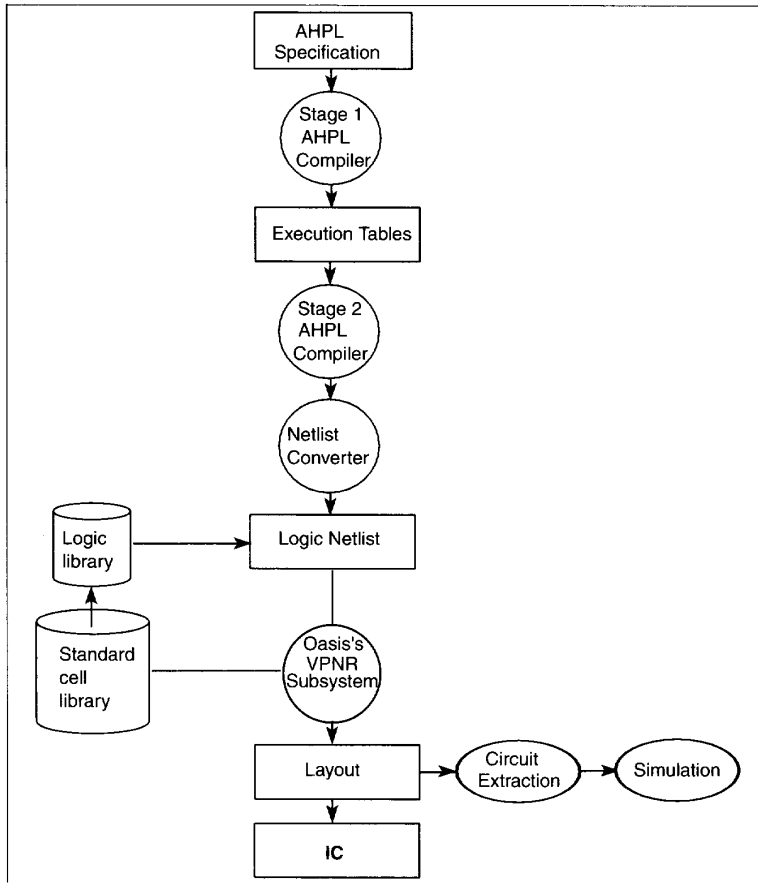 AHPL
Specification
Stage 1
AHPL
Compiler
Execution Tables
Stage 2
AHPL
Compiler
Netlist
Converter
Logic
library
Logic Netlist
Standard
cell
library
Oasis's
VPNR
Subsystem
Layout
Circuit
Extraction
Simulation
IC